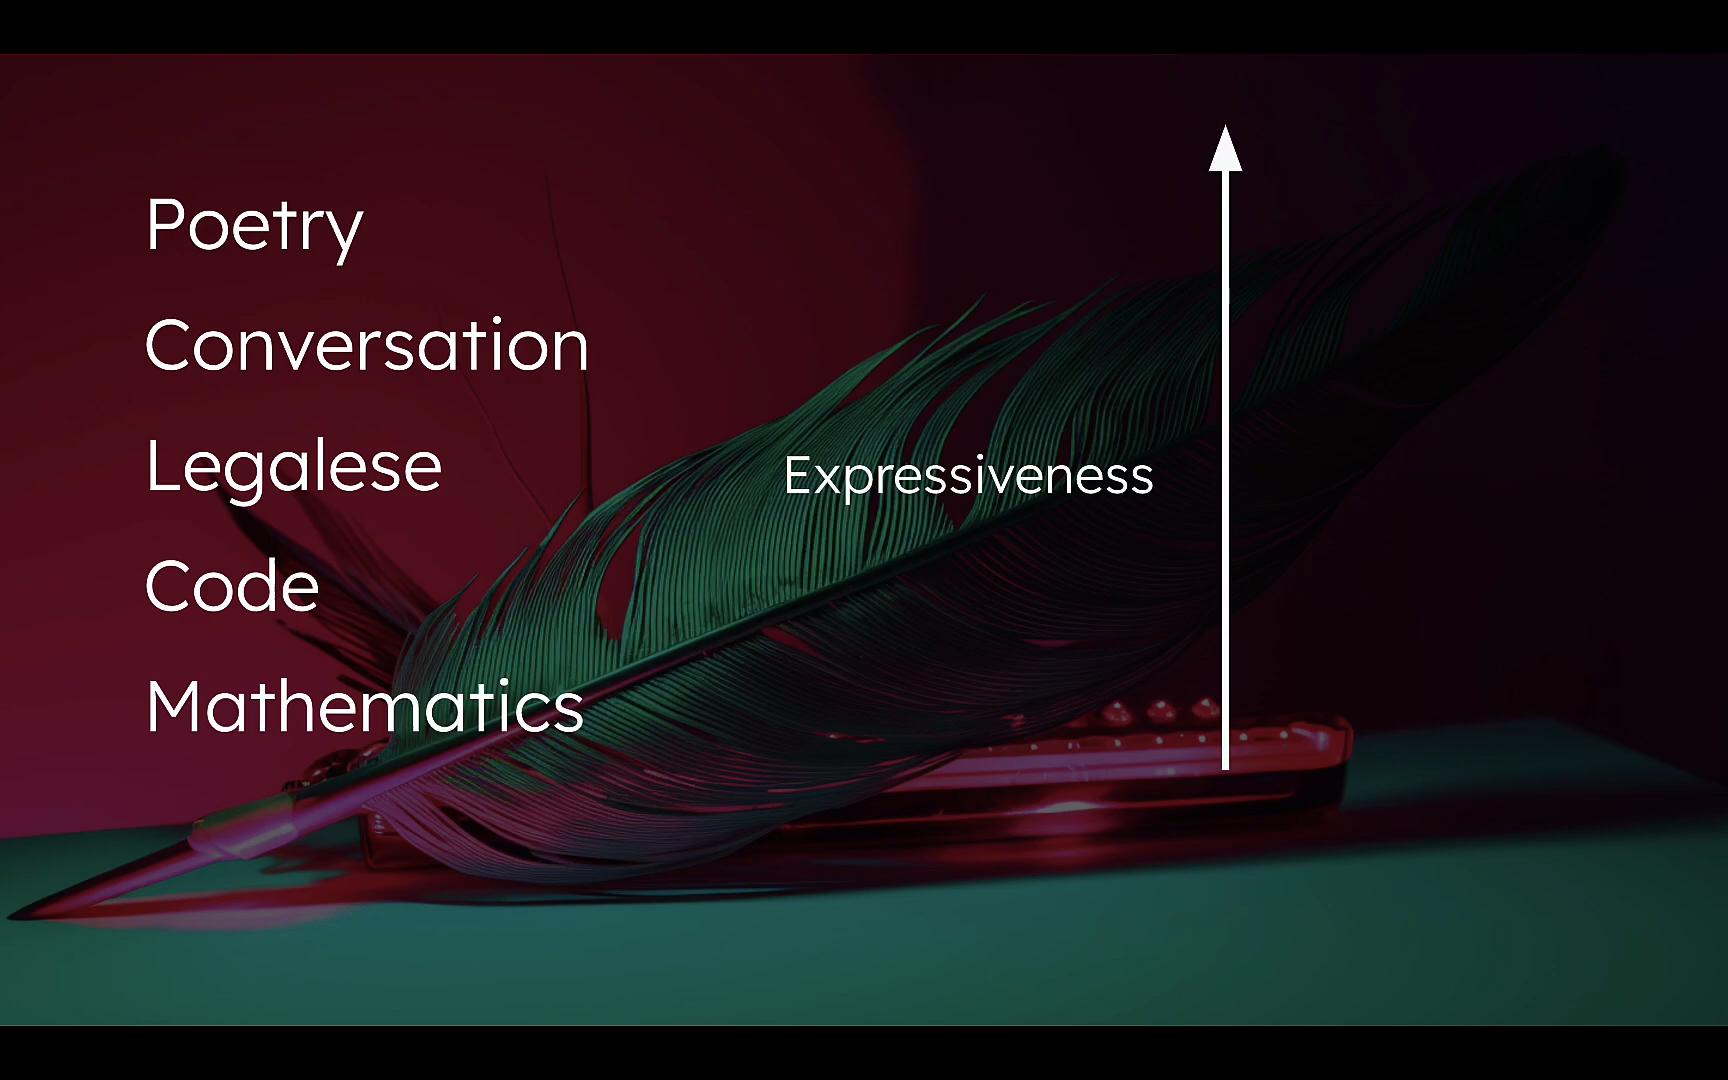 Poetry
Conversation
Legalese
Expressiveness
Code
Mathematics